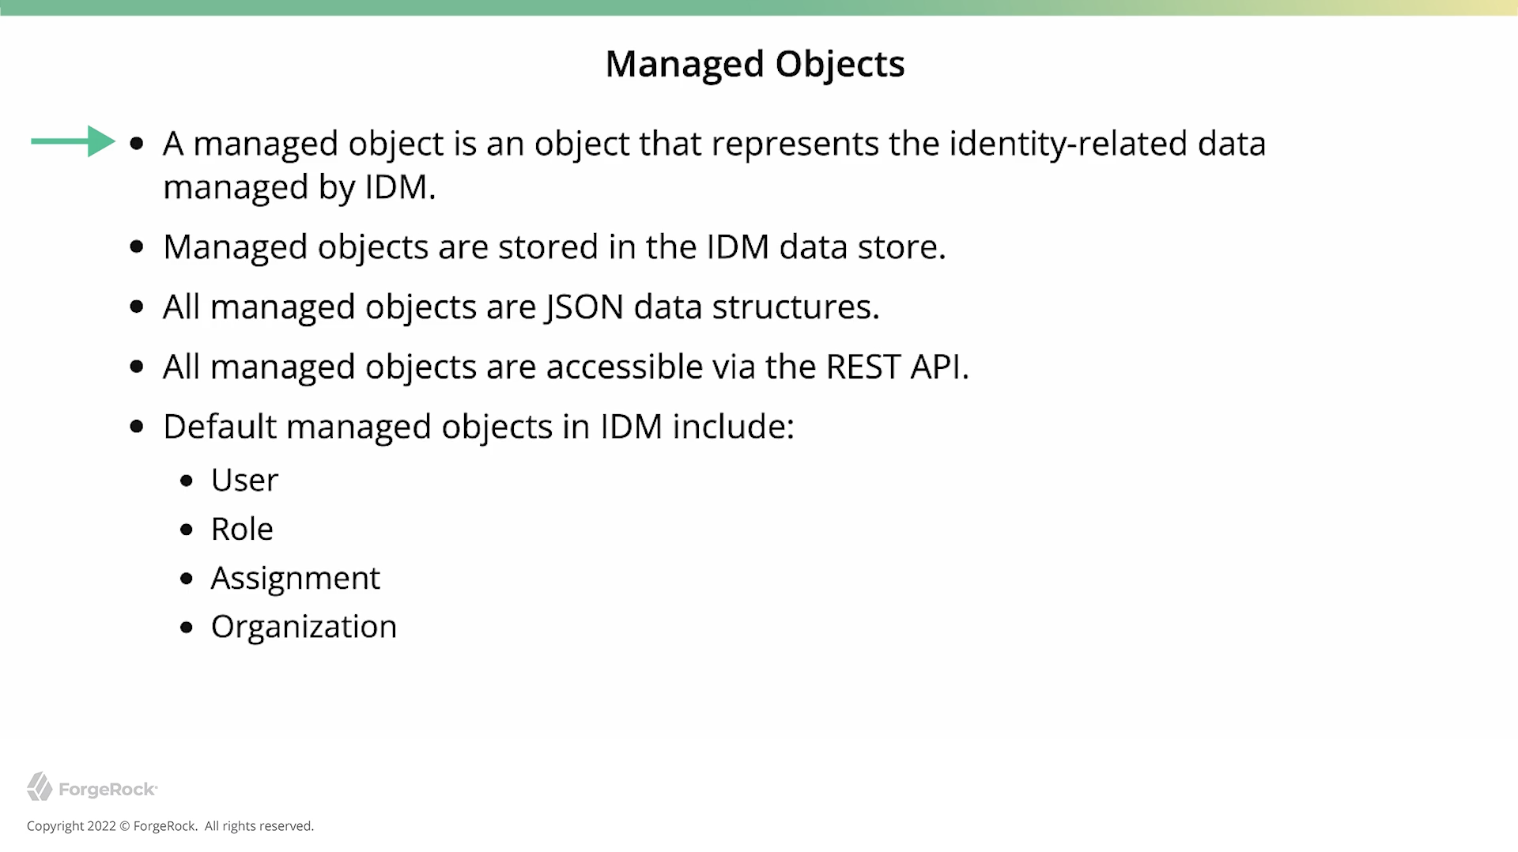 Managed Objects
• A managed object is an object that represents the identity-related data
managed by IDM.
• Managed objects are stored in the IDM data store.
• All managed objects are JSON data structures.
• All managed objects are accessible via the REST API.
• Default managed objects in IDM include:
• User
• Role
• Assignment
• Organization
ForgeRock
Copyright 2022 © ForgeRock. All rights reserved.